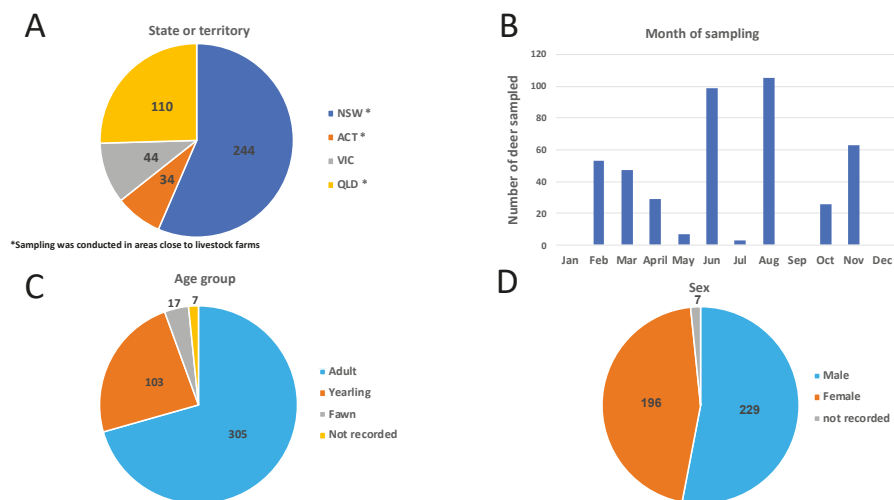 A
State or territory
110
244
44
34
NSW *
ACT *
VIC
QLD *
*Sampling was conducted in areas close to livestock farms
B
Month of sampling
Number of deer sampled
120
100
80
60
40
20
0
Jan Feb Mar April May Jun Jul Aug Sep Oct Nov Dec
C
Age group
17 7
103
305
Adult
Yearling
Fawn
Not recorded
D
Sex
7
196
229
Male
Female
not recorded